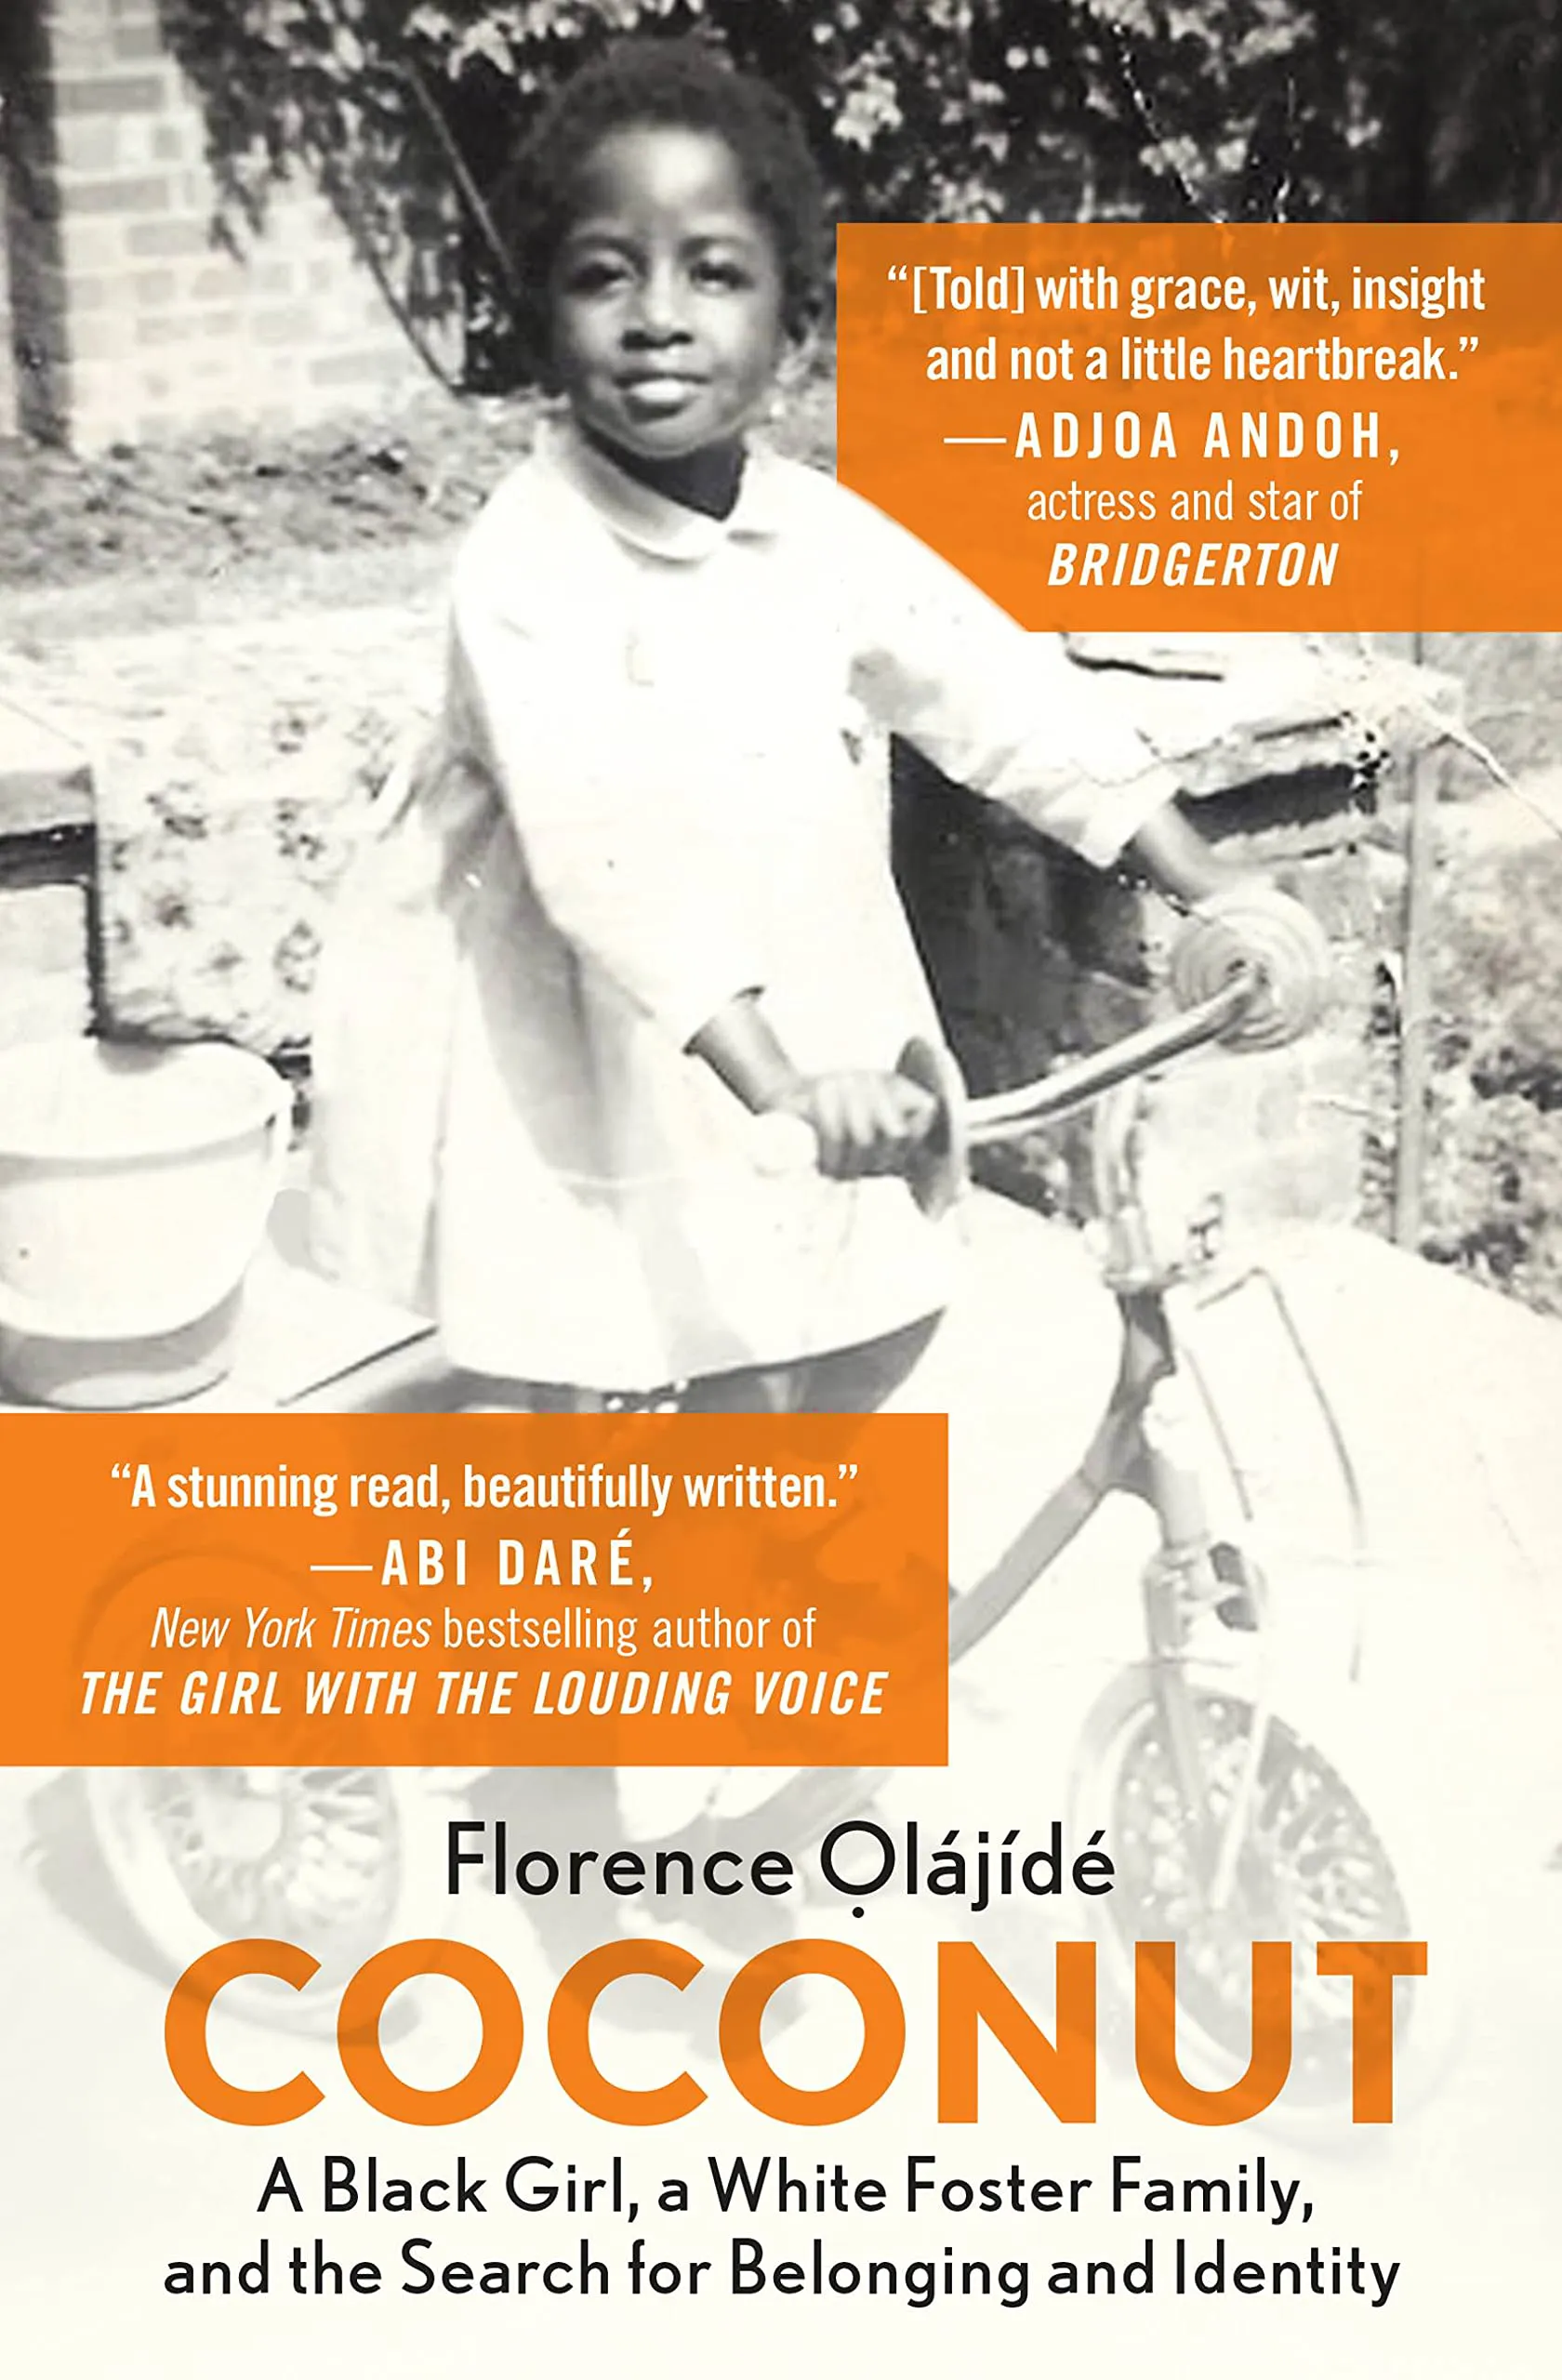 “[Told] with grace, wit, insight
and not a little heartbreak.”
—ADJOA ANDOH,
actress and star of
BRIDGERTON
“A stunning read, beautifully written.”
—ABI DARÉ,
New York Times bestselling author of
THE GIRL WITH THE LOUDING VOICE
Florence Ọlájídé
COCONUT
A Black Girl, a White Foster Family,
and the Search for Belonging and Identity